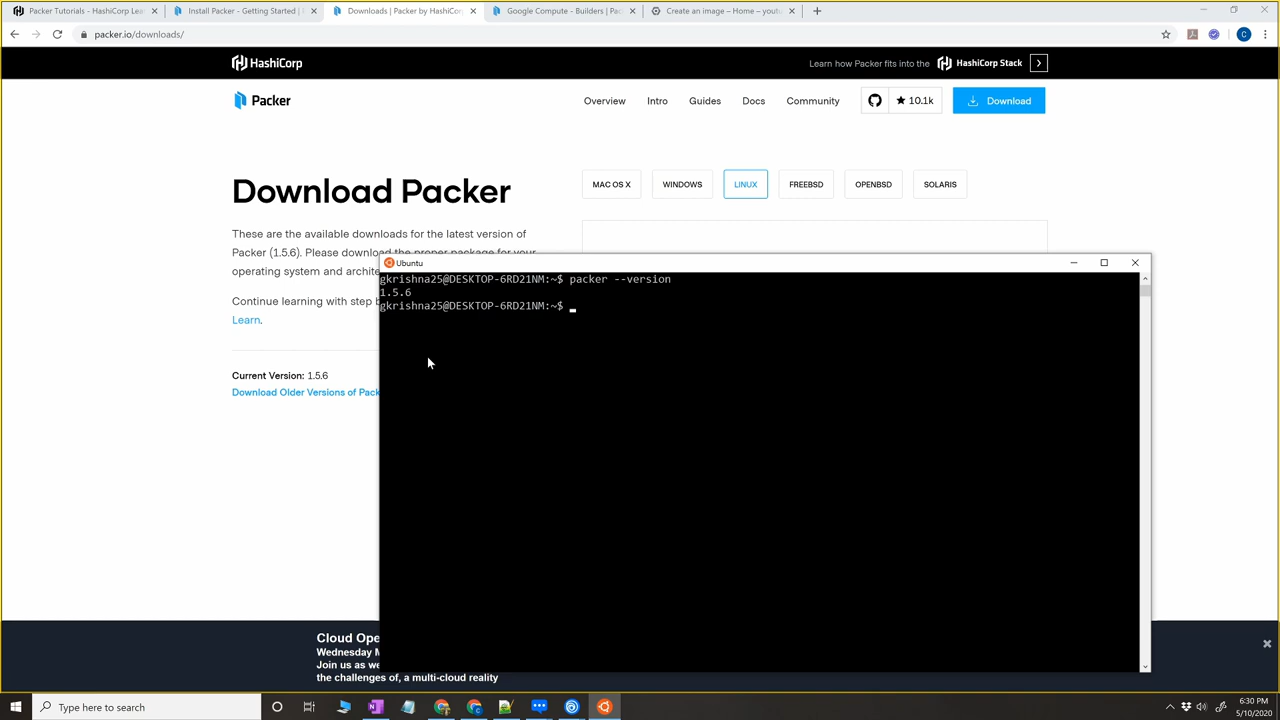 Packer Tutorials - HashiCorp Lea
Install Packer - Getting Started |
Downloads | Packer by HashiCorp
Google Compute - Builders | Pac
Create an image – Home – youtu
packer.io/downloads/
C
HashiCorp
Learn how Packer fits into the HashiCorp Stack
Packer
Overview Intro Guides Docs Community 10.1k Download
Download Packer
MAC OS X WINDOWS LINUX FREEBSD OPENBSD SOLARIS
These are the available downloads for the latest version of
Packer (1.5.6). Please download the proper package for your
operating system and archite
Continue learning with step b
Learn.
Current Version: 1.5.6
Download Older Versions of Pack
Ubuntu
gkrishna25@DESKTOP-6RD21NM:~$ packer --version
1.5.6
gkrishna25@DESKTOP-6RD21NM:~$
Cloud Ope
Wednesday M
Join us as we
the challenges of, a multi-cloud reality
Type here to search
6:30 PM
5/10/2020